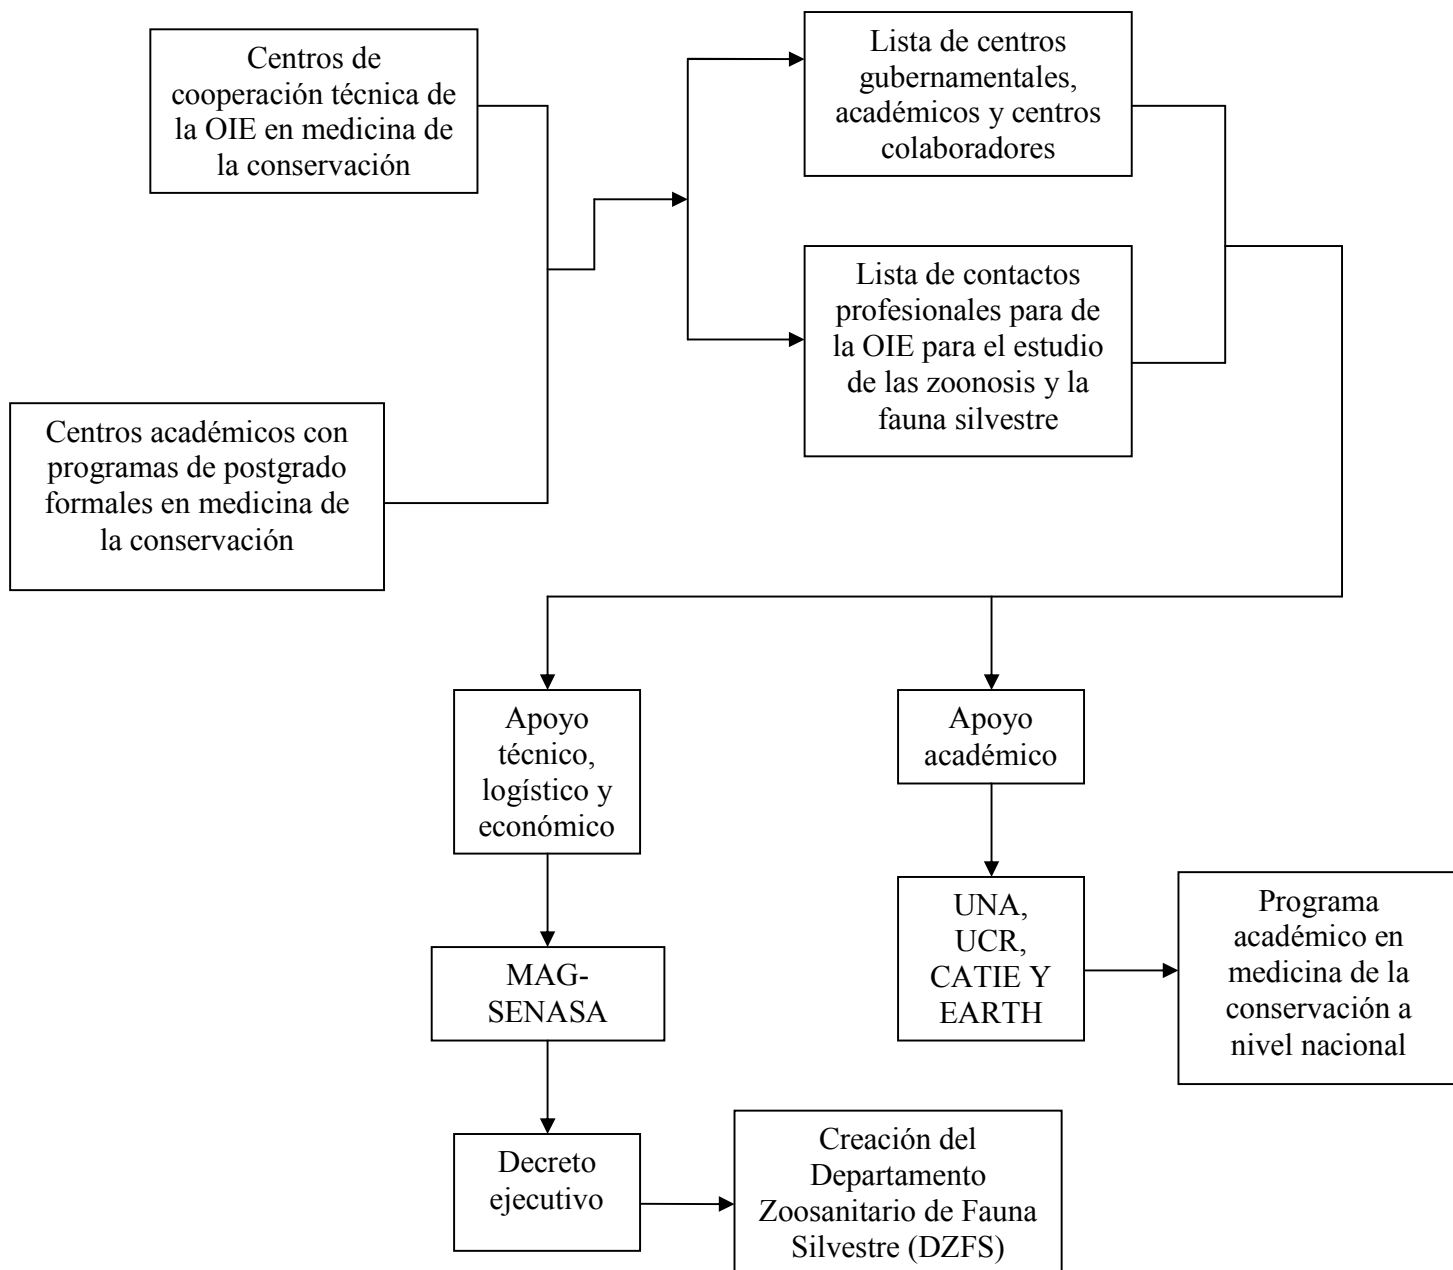 Centros de
cooperación técnica de
la OIE en medicina de
la conservación
Lista de centros
gubernamentales,
académicos y centros
colaboradores
Lista de contactos
profesionales para de
la OIE para el estudio
de las zoonosis y la
fauna silvestre
Centros académicos con
programas de postgrado
formales en medicina de
la conservación
Apoyo
técnico,
logístico y
económico
Apoyo
académico
UNA,
UCR,
CATIE Y
EARTH
Programa
académico en
medicina de la
conservación a
nivel nacional
MAG-
SENASA
Decreto
ejecutivo
Creación del
Departamento
Zoosanitario de Fauna
Silvestre (DZFS)